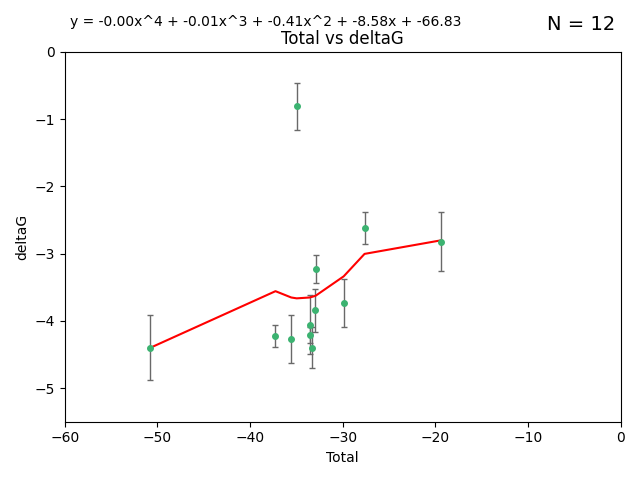 y = -0.00x^4 + -0.01x^3 + -0.41x^2 + -8.58x + -66.83
N = 12
Total vs deltaG
0
−1
−2
−3
−4
−5
deltaG
−60 −50 −40 −30 −20 −10 0
Total